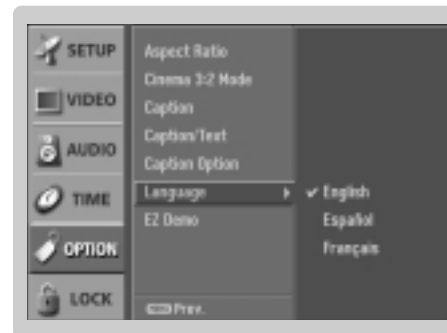 SETUP
VIDEO
AUDIO
TIME
OPTION
LOCK
Aspect Ratio
Cinema 3:2 Mode
Caption
Caption/Text
Caption Option
Language
EZ Demo
Prev.
English
Español
Français